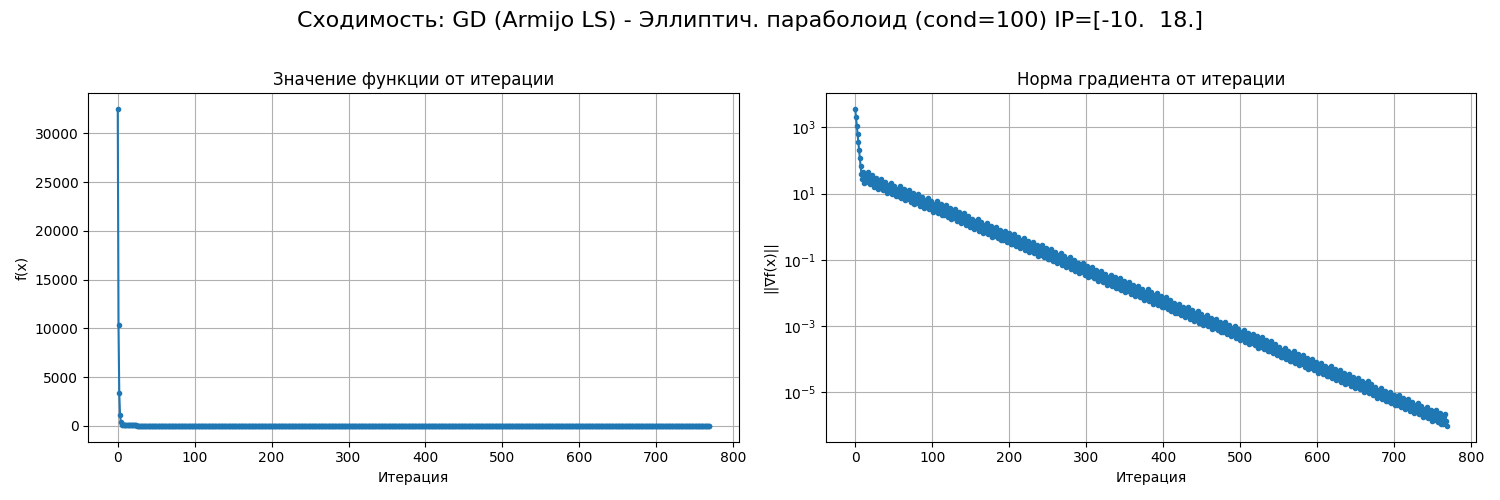 Сходимость: GD (Armijo LS) - Эллиптич. параболоид (cond=100) IP=[-10.  18.]
Значение функции от итерации
f(x)
30000
25000
20000
15000
10000
5000
0
0 100 200 300 400 500 600 700 800
Итерация
Норма градиента от итерации
||∇f(x)||
10³
10¹
10⁻¹
10⁻³
10⁻⁵
0 100 200 300 400 500 600 700 800
Итерация